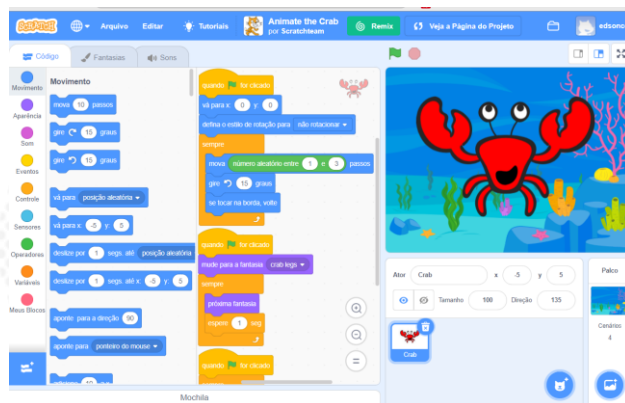 SCRATCH Arquivo Editar Tutoriais Animate the Crab Remix Veja a Página do Projeto
por Scratchteam
Código Fantasias Sons
Movimento
Aparência
Som
Eventos
Controle
Sensores
Operadores
Variáveis
Meus Blocos
Movimento
mova 10 passos
gire 15 graus
gire 15 graus
vá para posição aleatória
vá para x: -5 y: 5
deslize por 1 segs. até posição aleatória
deslize por 1 segs. até x: -5 y: 5
aponte para a direção 90
aponte para ponteiro do mouse
quando for clicado
vá para x: 0 y: 0
defina o estilo de rotação para não rotacionar
sempre
mova número aleatório entre 1 e 3 passos
gire 15 graus
se tocar na borda, volte
quando for clicado
mude para a fantasia crab legs
sempre
próxima fantasia
espere 1 seg
quando for clicado
Mochila
Ator Crab x -5 y 5
Tamanho 100 Direção 135
Crab
Palco
Cenários
4